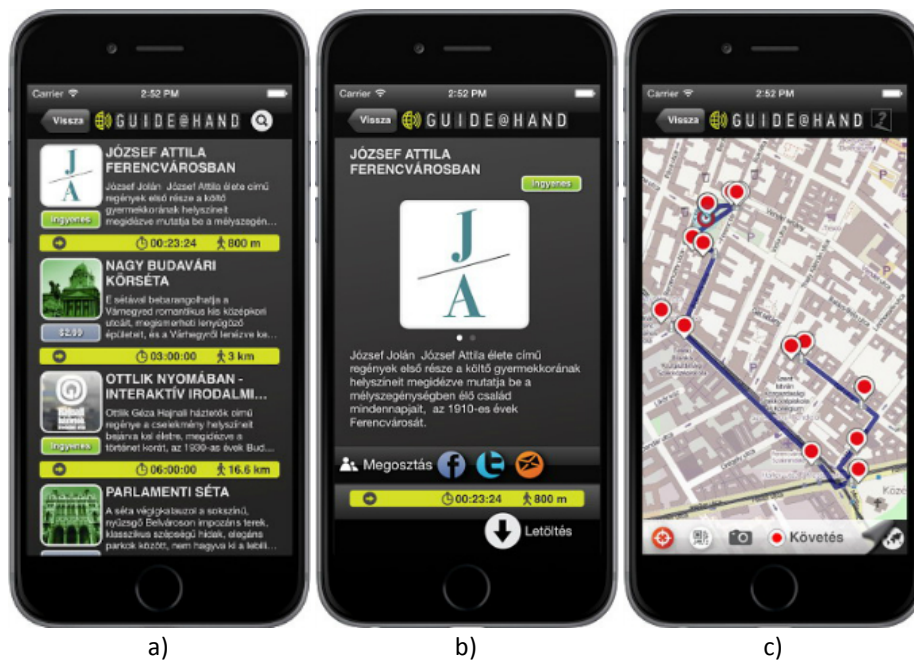 Carrier 2:52 PM
Vissza GUIDE@HAND
JÓZSEF ATTILA
FERENCVÁROSBAN
József Jolán József Attila élete című
regények első része a költő
gyermekkorának helyszíneit
megidézve mutatja be a mélyszegén...
Ingyenes
00:23:24 800 m
NAGY BUDAVÁRI
KÖRSÉTA
E sétával bebarangolhatja a
Várnegyed romantikus kis középkori
utcáit, megismerheti lenyűgöző
épületeit, és a Várhegyről lenézve ke...
$2.99
03:00:00 3 km
OTTLIK NYOMÁBAN -
INTERAKTÍV IRODALMI...
Ottlik Géza Hajnali háztetők című
regénye a cselekmény helyszíneit
bejárva kel életre, megidézve a
történet korát, az 1930-as évek Bud...
Ingyenes
06:00:00 16.6 km
PARLAMENTI SÉTA
A séta végigkalauzol a sokszínű,
nyüzsgő Belvároson impozáns terek,
klasszikus szépségű hidak, elegáns
parkok között, nem hagyva ki a
a)
Carrier 2:52 PM
Vissza GUIDE@HAND
JÓZSEF ATTILA
FERENCVÁROSBAN
Ingyenes
J
A
József Jolán József Attila élete című
regények első része a költő gyermekkorának
helyszíneit megidézve mutatja be a
mélyszegénységben élő család
mindennapjait, az 1910-es évek
Ferencvárosát.
Megosztás
00:23:24 800 m
Letöltés
b)
Carrier 2:52 PM
Vissza GUIDE@HAND
P
Követés
c)